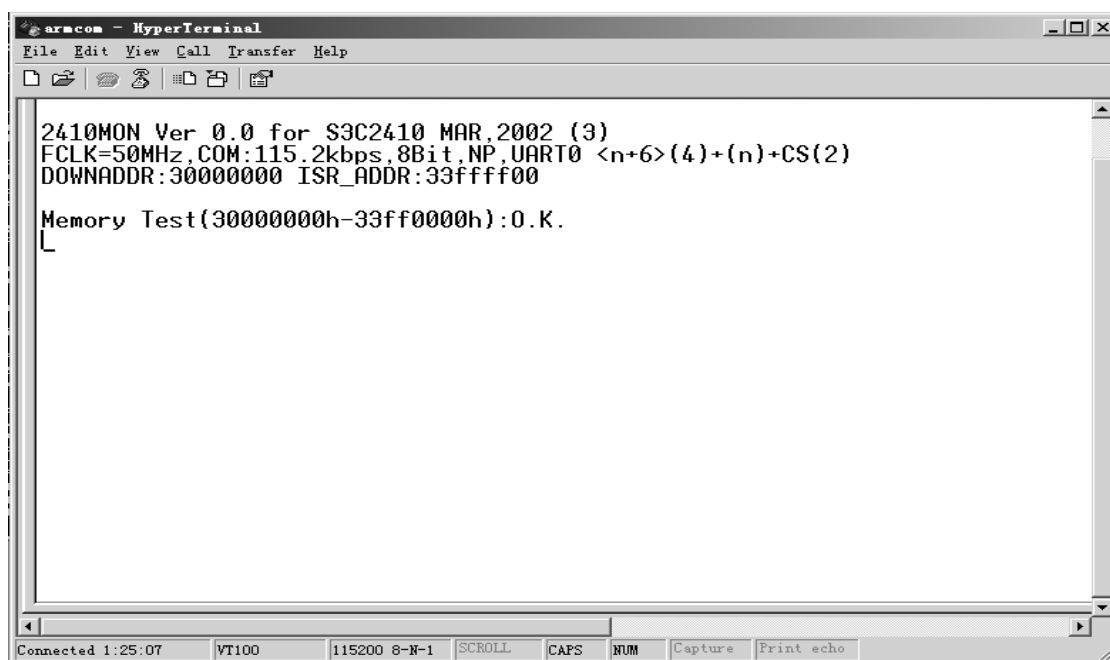 armcom - HyperTerminal
File Edit View Call Transfer Help
2410MON Ver 0.0 for S3C2410 MAR,2002 (3)
FCLK=50MHz,COM:115.2kbps,8Bit,NP,UART0 <n+6>(4)+(n)+CS(2)
DOWNADDR:30000000 ISR_ADDR:33ffff00
Memory Test(30000000h-33ff0000h):O.K.
_
Connected 1:25:07 VT100 115200 8-N-1 SCROLL CAPS NUM Capture Print echo